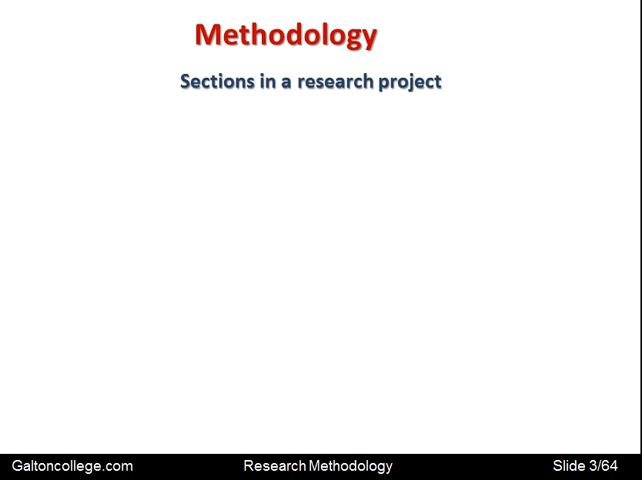 Methodology
Sections in a research project
Galtoncollege.com Research Methodology Slide 3/64